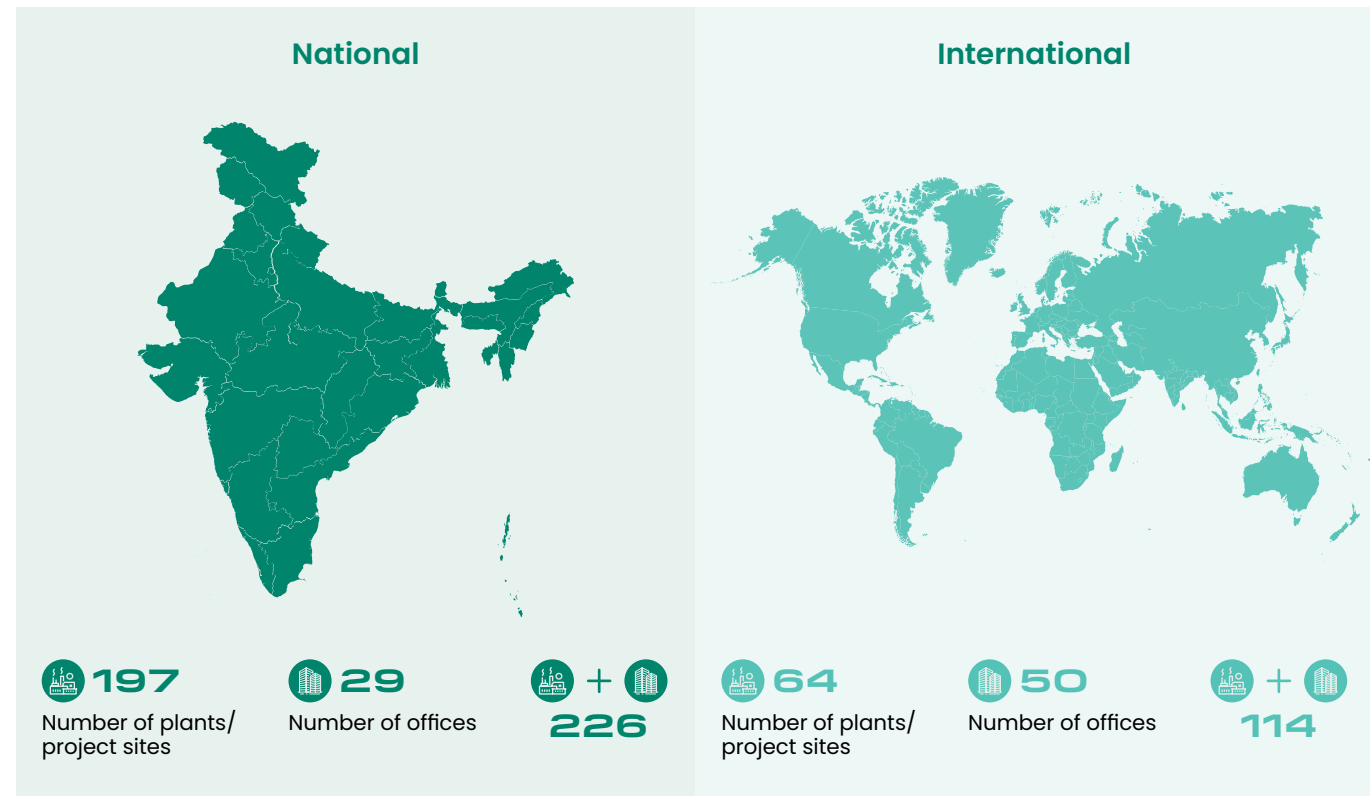 National
197
Number of plants/
project sites
29
Number of offices
+
226
International
64
Number of plants/
project sites
50
Number of offices
+
114